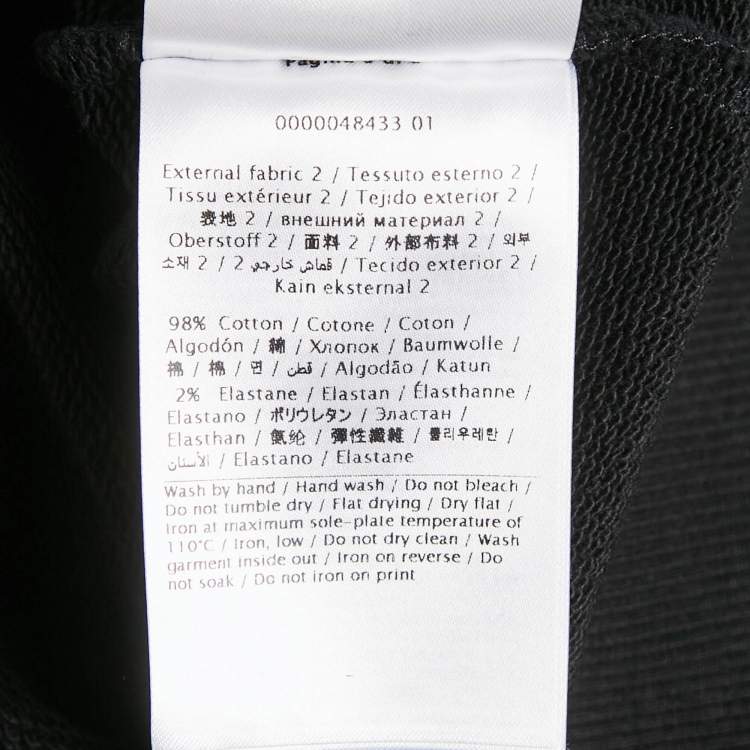 0000048433 01
External fabric 2 / Tessuto esterno 2 /
Tissu extérieur 2 / Tejido exterior 2 /
表地 2 / внешний материал 2 /
Oberstoff 2 / 面料 2 / 外部布料 2 / 외부
소재 2 / 2 قماش خارجي / Tecido exterior 2 /
Kain eksternal 2
98% Cotton / Cotone / Coton /
Algodón / 綿 / Хлопок / Baumwolle /
棉 / 棉 / 면 / قطن / Algodão / Katun
2% Elastane / Elastan / Élasthanne /
Elastano / ポリウレタン / Эластан /
Elasthan / 氨纶 / 彈性纖維 / 폴리우레탄 /
الأستان / Elastano / Elastane
Wash by hand / Hand wash / Do not bleach /
Do not tumble dry / Flat drying / Dry flat /
Iron at maximum sole-plate temperature of
110°C / Iron, low / Do not dry clean / Wash
garment inside out / Iron on reverse / Do
not soak / Do not iron on print